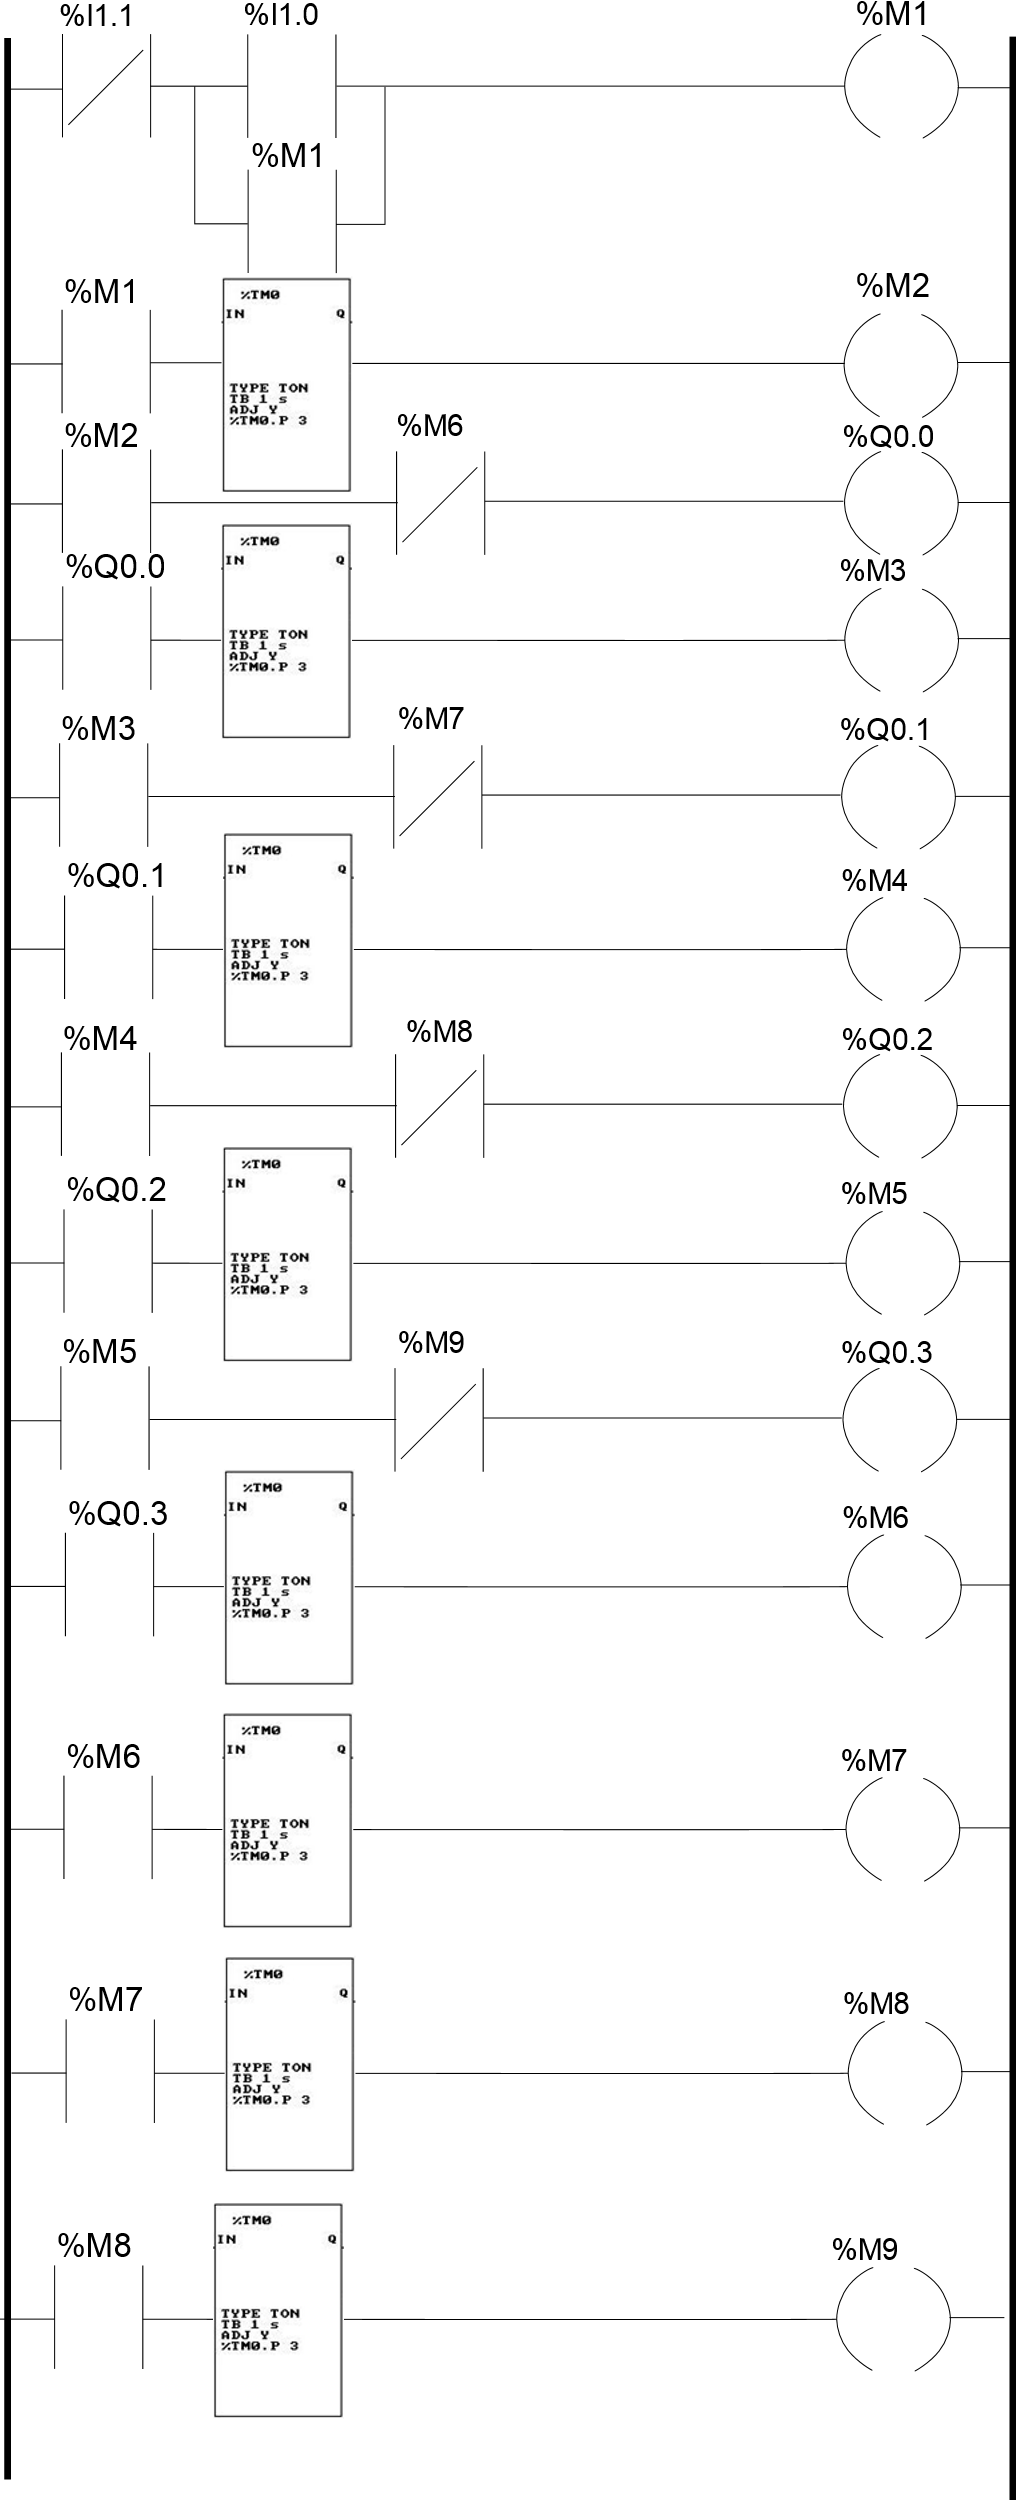 %I1.1 %I1.0 %M1
%M1
%M1 %M2
%TM0
IN Q
TYPE TON
TB 1 s
ADJ Y
%TM0.P 3
%M2 %M6 %Q0.0
%Q0.0 %M3
%TM0
IN Q
TYPE TON
TB 1 s
ADJ Y
%TM0.P 3
%M3 %M7 %Q0.1
%Q0.1 %M4
%TM0
IN Q
TYPE TON
TB 1 s
ADJ Y
%TM0.P 3
%M4 %M8 %Q0.2
%Q0.2 %M5
%TM0
IN Q
TYPE TON
TB 1 s
ADJ Y
%TM0.P 3
%M5 %M9 %Q0.3
%Q0.3 %M6
%TM0
IN Q
TYPE TON
TB 1 s
ADJ Y
%TM0.P 3
%M6 %M7
%TM0
IN Q
TYPE TON
TB 1 s
ADJ Y
%TM0.P 3
%M7 %M8
%TM0
IN Q
TYPE TON
TB 1 s
ADJ Y
%TM0.P 3
%M8 %M9
%TM0
IN Q
TYPE TON
TB 1 s
ADJ Y
%TM0.P 3